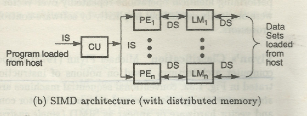 IS
Program loaded
from host
CU
IS
PE1
DS
LM1
DS
PEn
DS
LMn
DS
Data
Sets
loaded
from
host
(b) SIMD architecture (with distributed memory)